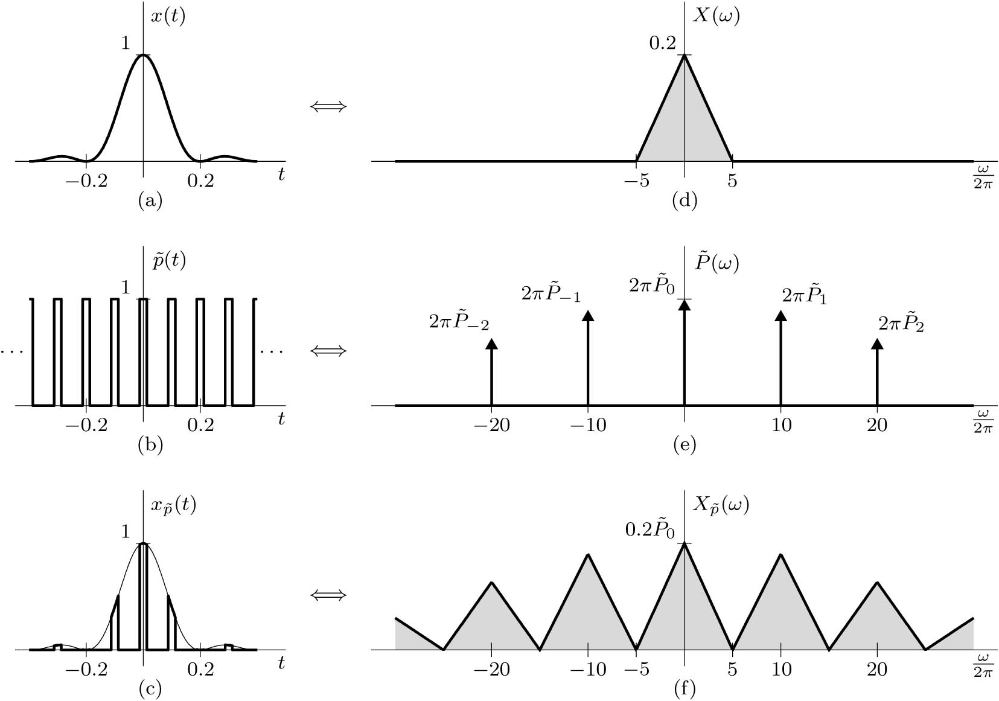 x(t)
1
−0.2 0.2 t
(a)
⟺
X(ω)
0.2
−5 5 ω/2π
(d)
p̃(t)
1
··· ···
−0.2 0.2 t
(b)
⟺
P̃(ω)
2πP̃₋₂ 2πP̃₋₁ 2πP̃₀ 2πP̃₁ 2πP̃₂
−20 −10 10 20 ω/2π
(e)
x_p̃(t)
1
−0.2 0.2 t
(c)
⟺
X_p̃(ω)
0.2P̃₀
−20 −10 −5 5 10 20 ω/2π
(f)